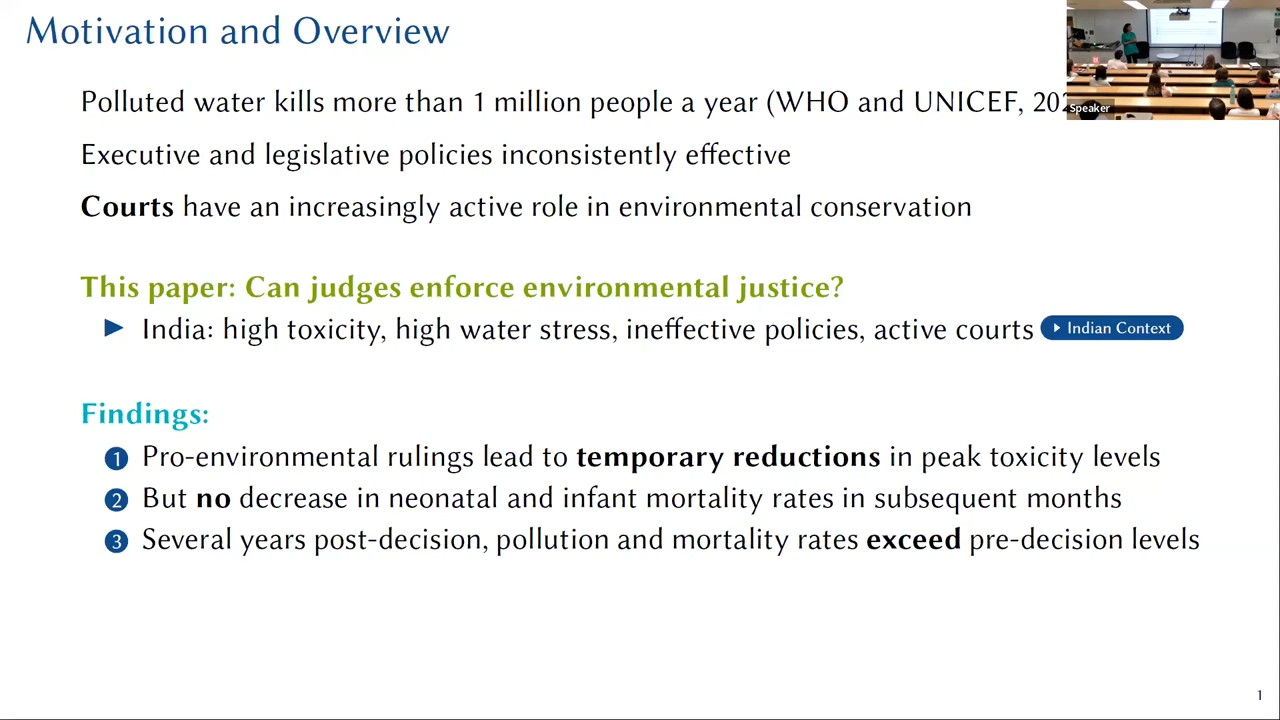 Motivation and Overview
Polluted water kills more than 1 million people a year (WHO and UNICEF,
Speaker
Executive and legislative policies inconsistently effective
Courts have an increasingly active role in environmental conservation
This paper: Can judges enforce environmental justice?
India: high toxicity, high water stress, ineffective policies, active courts Indian Context
Findings:
1 Pro-environmental rulings lead to temporary reductions in peak toxicity levels
2 But no decrease in neonatal and infant mortality rates in subsequent months
3 Several years post-decision, pollution and mortality rates exceed pre-decision levels
1